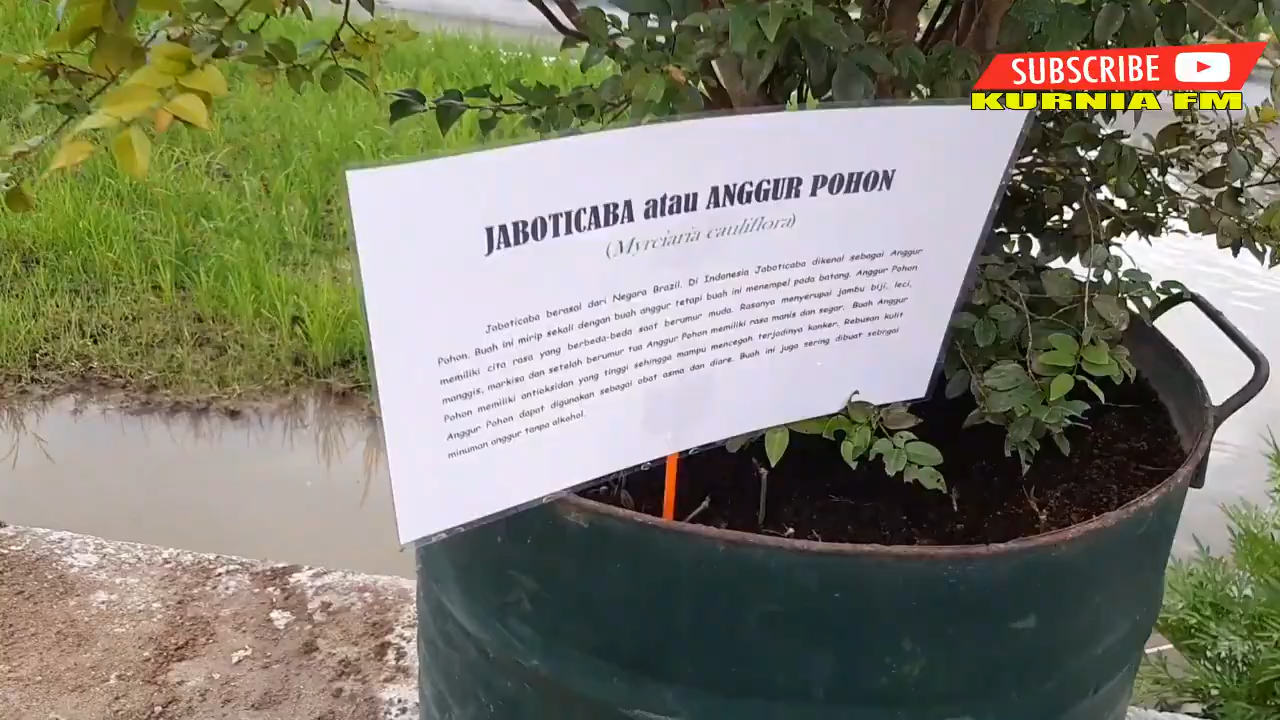 SUBSCRIBE
KURNIA FM
JABOTICABA atau ANGGUR POHON
(Myrciaria cauliflora)
Jaboticaba berasal dari Negara Brazil. Di Indonesia Jaboticaba dikenal sebagai Anggur
Pohon. Buah ini mirip sekali dengan buah anggur tetapi buah ini menempel pada batang. Anggur Pohon
memiliki cita rasa yang berbeda-beda saat berumur muda. Rasanya menyerupai jambu biji, leci,
manggis, markisa dan setelah berumur tua Anggur Pohon memiliki rasa manis dan segar. Buah Anggur
Pohon memiliki antioksidan yang tinggi sehingga mampu mencegah terjadinya kanker. Rebusan kulit
Anggur Pohon dapat digunakan sebagai obat asma dan diare. Buah ini juga sering dibuat sebagai
minuman anggur tanpa alkohol.